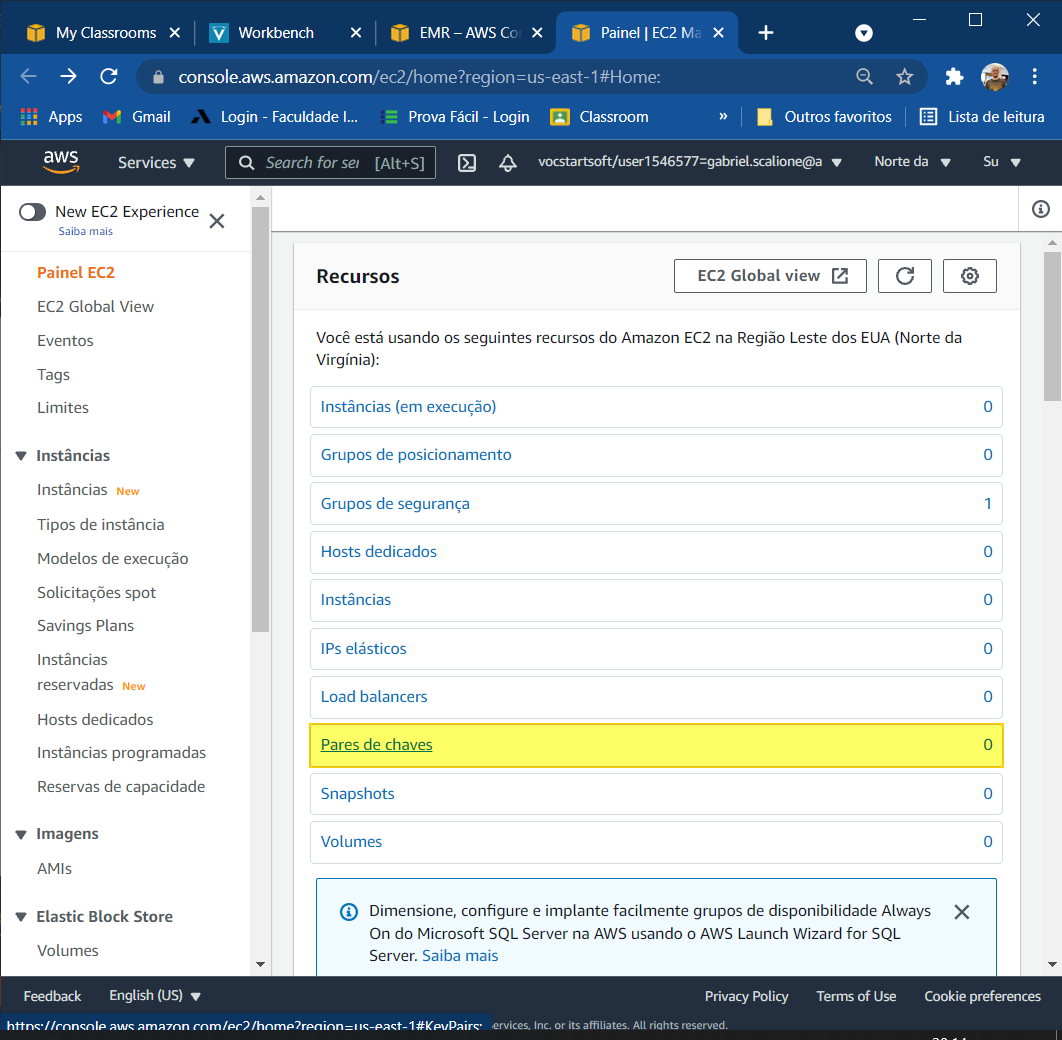 My Classrooms
Workbench
EMR – AWS Co
Painel | EC2 Ma
console.aws.amazon.com/ec2/home?region=us-east-1#Home:
Apps
Gmail
Login - Faculdade I...
Prova Fácil - Login
Classroom
»
Outros favoritos
Lista de leitura
aws
Services
Search for ser
[Alt+S]
vocstartsoft/user1546577=gabriel.scalione@a
Norte da
Su
New EC2 Experience
Saiba mais
Painel EC2
EC2 Global View
Eventos
Tags
Limites
Instâncias
Instâncias New
Tipos de instância
Modelos de execução
Solicitações spot
Savings Plans
Instâncias
reservadas New
Hosts dedicados
Instâncias programadas
Reservas de capacidade
Imagens
AMIs
Elastic Block Store
Volumes
Recursos
EC2 Global view
Você está usando os seguintes recursos do Amazon EC2 na Região Leste dos EUA (Norte da
Virgínia):
Instâncias (em execução) 0
Grupos de posicionamento 0
Grupos de segurança 1
Hosts dedicados 0
Instâncias 0
IPs elásticos 0
Load balancers 0
Pares de chaves 0
Snapshots 0
Volumes 0
Dimensione, configure e implante facilmente grupos de disponibilidade Always
On do Microsoft SQL Server na AWS usando o AWS Launch Wizard for SQL
Server. Saiba mais
Feedback
English (US)
Privacy Policy
Terms of Use
Cookie preferences
https://console.aws.amazon.com/ec2/home?region=us-east-1#KeyPairs:
ervices, Inc. or its affiliates. All rights reserved.